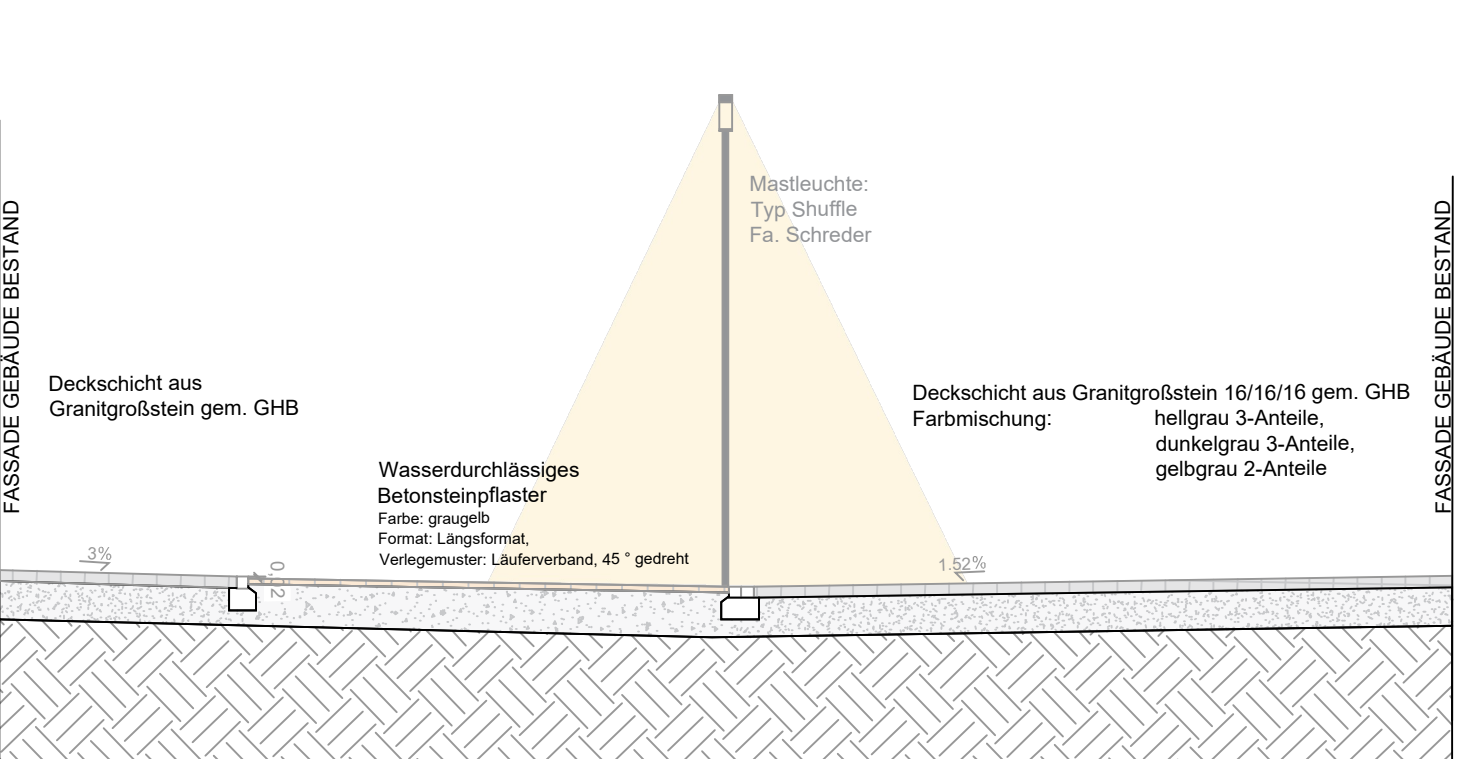 Mastleuchte:
Typ Shuffle
Fa. Schreder
FASSADE GEBÄUDE BESTAND
Deckschicht aus
Granitgroßstein gem. GHB
Wasserdurchlässiges
Betonsteinpflaster
Farbe: graugelb
Format: Längsformat,
Verlegemuster: Läuferverband, 45 ° gedreht
Deckschicht aus Granitgroßstein 16/16/16 gem. GHB
Farbmischung: hellgrau 3-Anteile,
dunkelgrau 3-Anteile,
gelbgrau 2-Anteile
FASSADE GEBÄUDE BESTAND
3%
1.52%